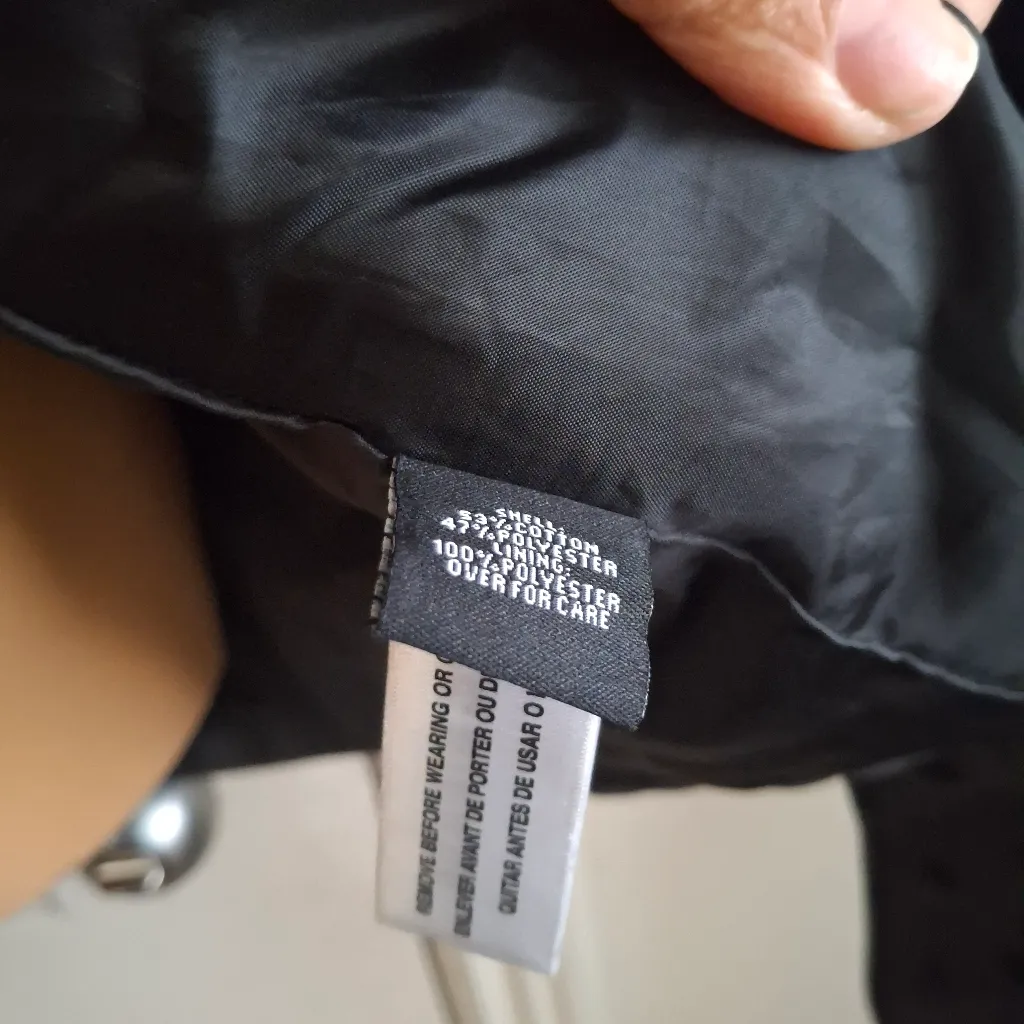 SHELL:
53%COTTON
47%POLYESTER
LINING:
100%POLYESTER
OVER FOR CARE
REMOVE BEFORE WEARING OR
ENLEVER AVANT DE PORTER OU
QUITAR ANTES DE USAR O